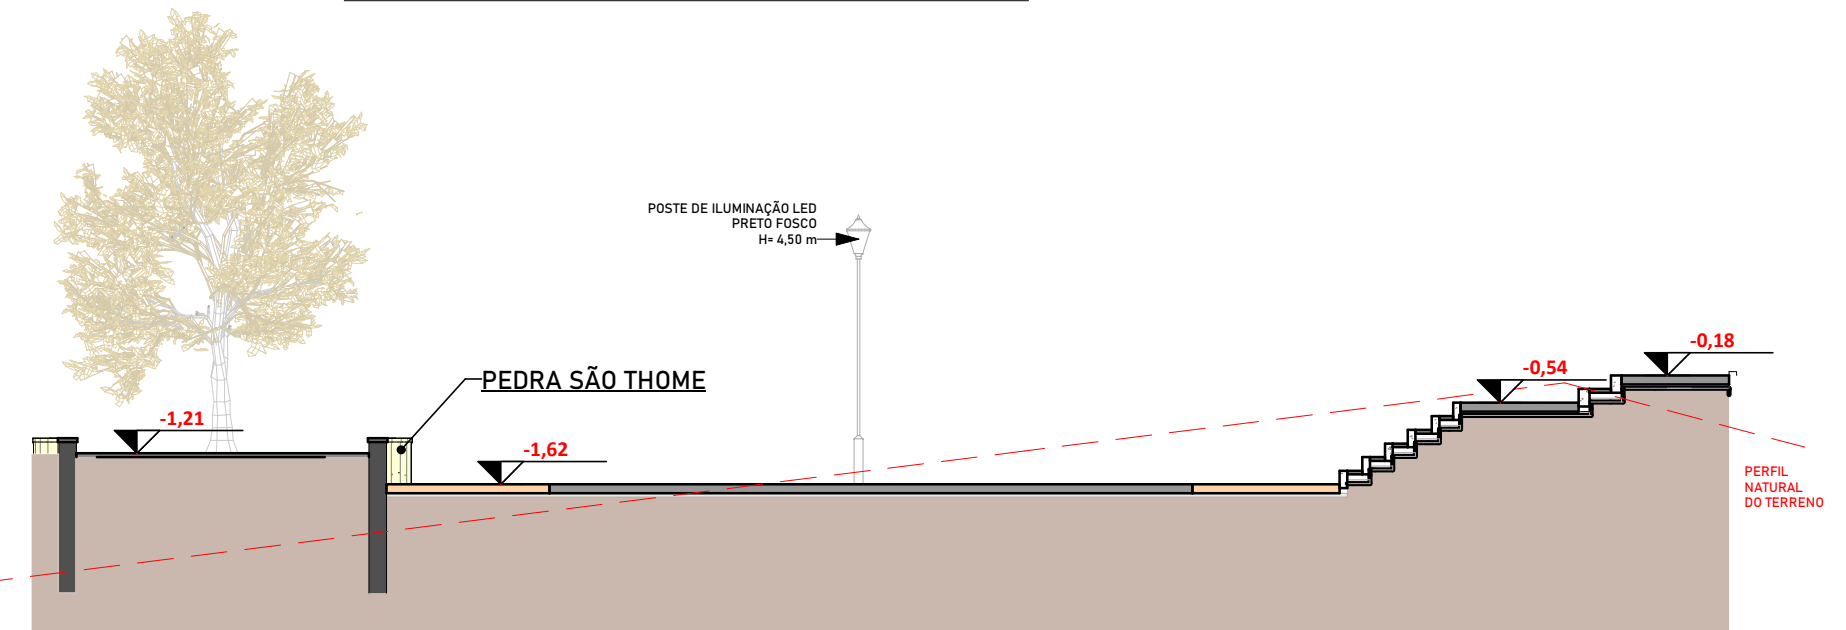 POSTE DE ILUMINAÇÃO LED
PRETO FOSCO
H= 4,50 m
-0,18
-0,54
PEDRA SÃO THOME
-1,21
-1,62
PERFIL
NATURAL
DO TERRENO